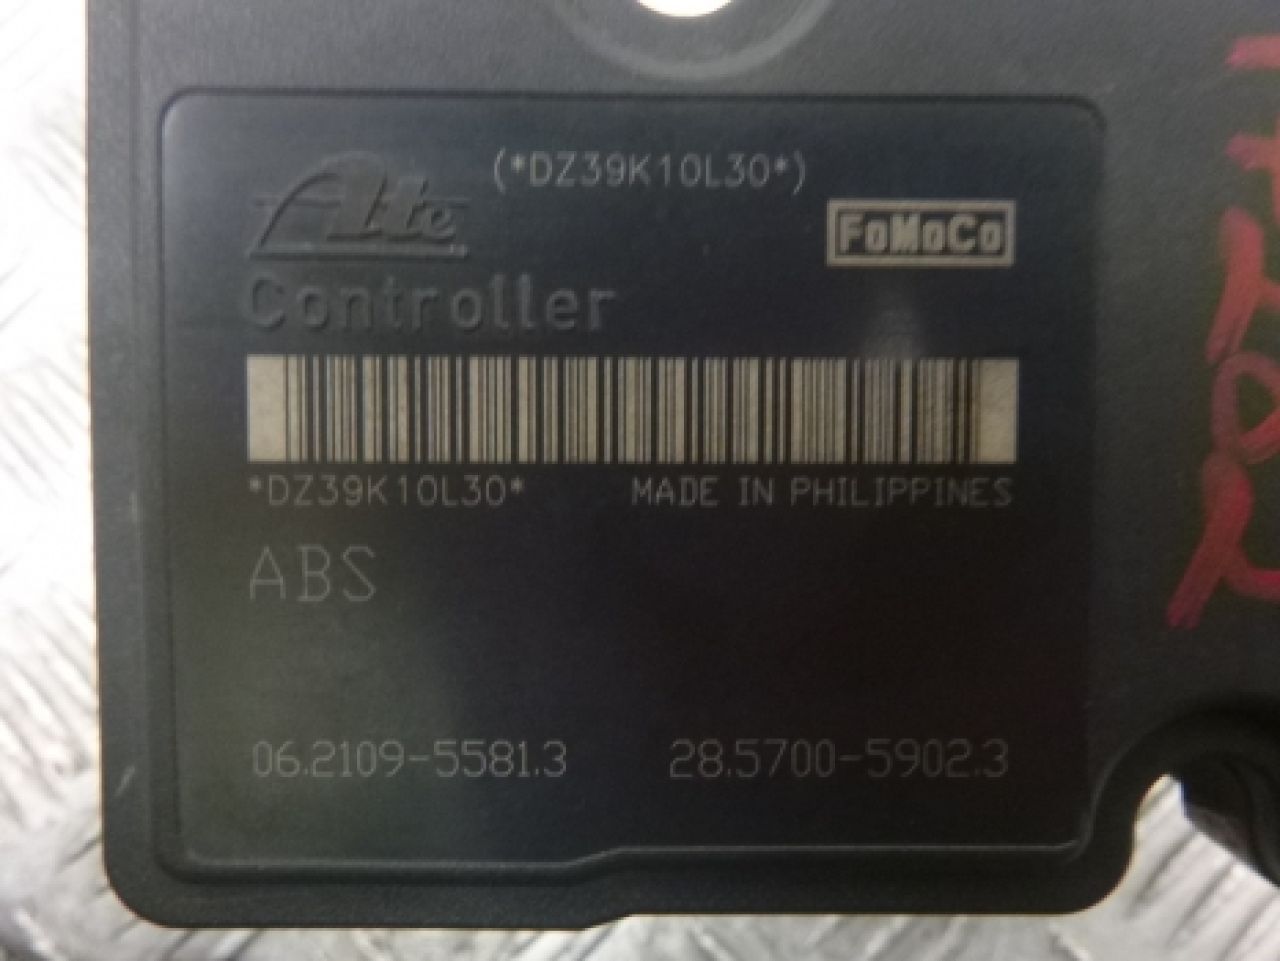 (*DZ39K10L30*)
Ate
FoMoCo
Controller
*DZ39K10L30* MADE IN PHILIPPINES
ABS
06.2109-5581.3 28.5700-5902.3